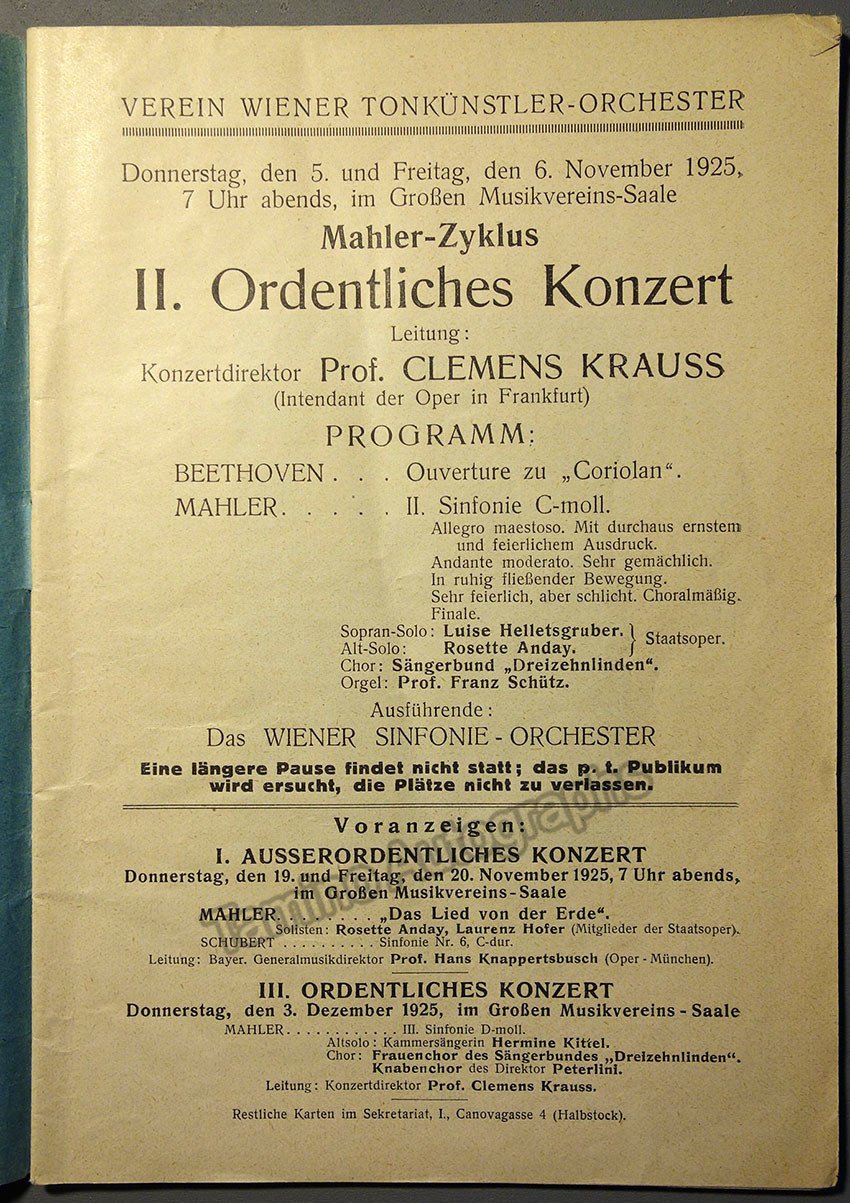 VEREIN WIENER TONKÜNSTLER-ORCHESTER
Donnerstag, den 5. und Freitag, den 6. November 1925,
7 Uhr abends, im Großen Musikvereins-Saale
Mahler-Zyklus
II. Ordentliches Konzert
Leitung:
Konzertdirektor Prof. CLEMENS KRAUSS
(Intendant der Oper in Frankfurt)
PROGRAMM:
BEETHOVEN . . . Ouverture zu „Coriolan“.
MAHLER . . . . . II. Sinfonie C-moll.
Allegro maestoso. Mit durchaus ernstem
und feierlichem Ausdruck.
Andante moderato. Sehr gemächlich.
In ruhig fließender Bewegung.
Sehr feierlich, aber schlicht. Choralmäßig.
Finale.
Sopran-Solo: Luise Helletsgruber. } Staatsoper.
Alt-Solo: Rosette Anday.
Chor: Sängerbund „Dreizehnlinden“.
Orgel: Prof. Franz Schütz.
Ausführende:
Das WIENER SINFONIE-ORCHESTER
Eine längere Pause findet nicht statt; das p. t. Publikum
wird ersucht, die Plätze nicht zu verlassen.
Voranzeigen:
I. AUSSERORDENTLICHES KONZERT
Donnerstag, den 19. und Freitag, den 20. November 1925, 7 Uhr abends,
im Großen Musikvereins-Saale
MAHLER. . . . . . . . „Das Lied von der Erde“.
Solisten: Rosette Anday, Laurenz Hofer (Mitglieder der Staatsoper).
SCHUBERT . . . . . . . . . . Sinfonie Nr. 6, C-dur.
Leitung: Bayer. Generalmusikdirektor Prof. Hans Knappertsbusch (Oper-München).
III. ORDENTLICHES KONZERT
Donnerstag, den 3. Dezember 1925, im Großen Musikvereins-Saale
MAHLER. . . . . . . . . . . . III. Sinfonie D-moll.
Altsolo: Kammersängerin Hermine Kittel.
Chor: Frauenchor des Sängerbundes „Dreizehnlinden“.
Knabenchor des Direktor Peterlini.
Leitung: Konzertdirektor Prof. Clemens Krauss.
Restliche Karten im Sekretariat, I., Canovagasse 4 (Halbstock).
Tamino Autographs